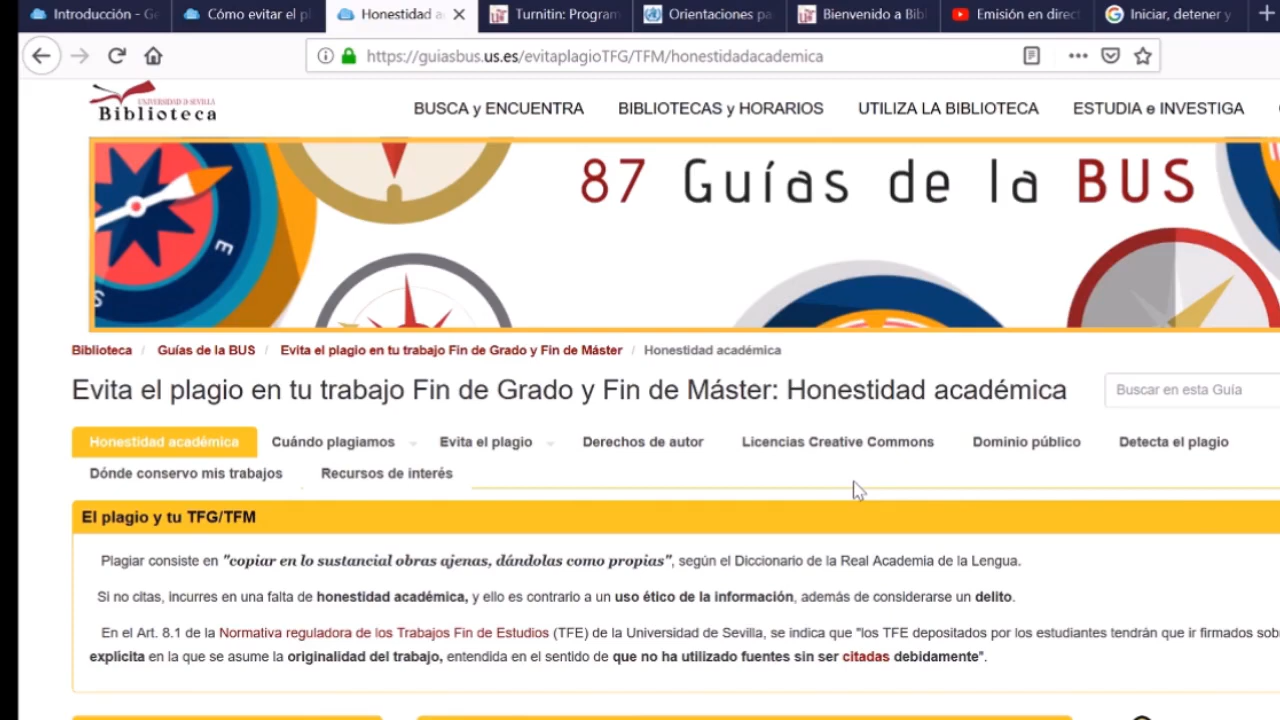 Introducción - Ge
Cómo evitar el pl
Honestidad a
Turnitin: Program
Orientaciones pa
Bienvenido a Bibl
Emisión en direct
Iniciar, detener y
https://guiasbus.us.es/evitaplagioTFG/TFM/honestidadacademica
UNIVERSIDAD D SEVILLA
Biblioteca
BUSCA y ENCUENTRA
BIBLIOTECAS y HORARIOS
UTILIZA LA BIBLIOTECA
ESTUDIA e INVESTIGA
E
S
87 Guías de la BUS
Biblioteca / Guías de la BUS / Evita el plagio en tu trabajo Fin de Grado y Fin de Máster / Honestidad académica
Evita el plagio en tu trabajo Fin de Grado y Fin de Máster: Honestidad académica
Buscar en esta Guía
Honestidad académica
Cuándo plagiamos
Evita el plagio
Derechos de autor
Licencias Creative Commons
Dominio público
Detecta el plagio
Dónde conservo mis trabajos
Recursos de interés
El plagio y tu TFG/TFM
Plagiar consiste en "copiar en lo sustancial obras ajenas, dándolas como propias", según el Diccionario de la Real Academia de la Lengua.
Si no citas, incurres en una falta de honestidad académica, y ello es contrario a un uso ético de la información, además de considerarse un delito.
En el Art. 8.1 de la Normativa reguladora de los Trabajos Fin de Estudios (TFE) de la Universidad de Sevilla, se indica que "los TFE depositados por los estudiantes tendrán que ir firmados sob
explícita en la que se asume la originalidad del trabajo, entendida en el sentido de que no ha utilizado fuentes sin ser citadas debidamente".